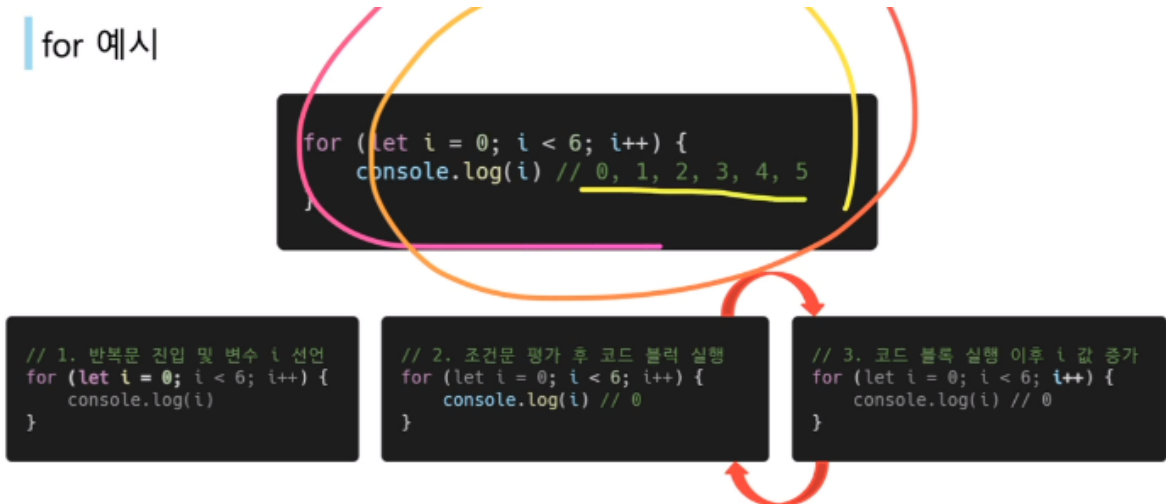 for 예시
for (let i = 0; i < 6; i++) {
    console.log(i) // 0, 1, 2, 3, 4, 5
}
// 1. 반복문 진입 및 변수 i 선언
for (let i = 0; i < 6; i++) {
    console.log(i)
}
// 2. 조건문 평가 후 코드 블럭 실행
for (let i = 0; i < 6; i++) {
    console.log(i) // 0
}
// 3. 코드 블록 실행 이후 i 값 증가
for (let i = 0; i < 6; i++) {
    console.log(i) // 0
}